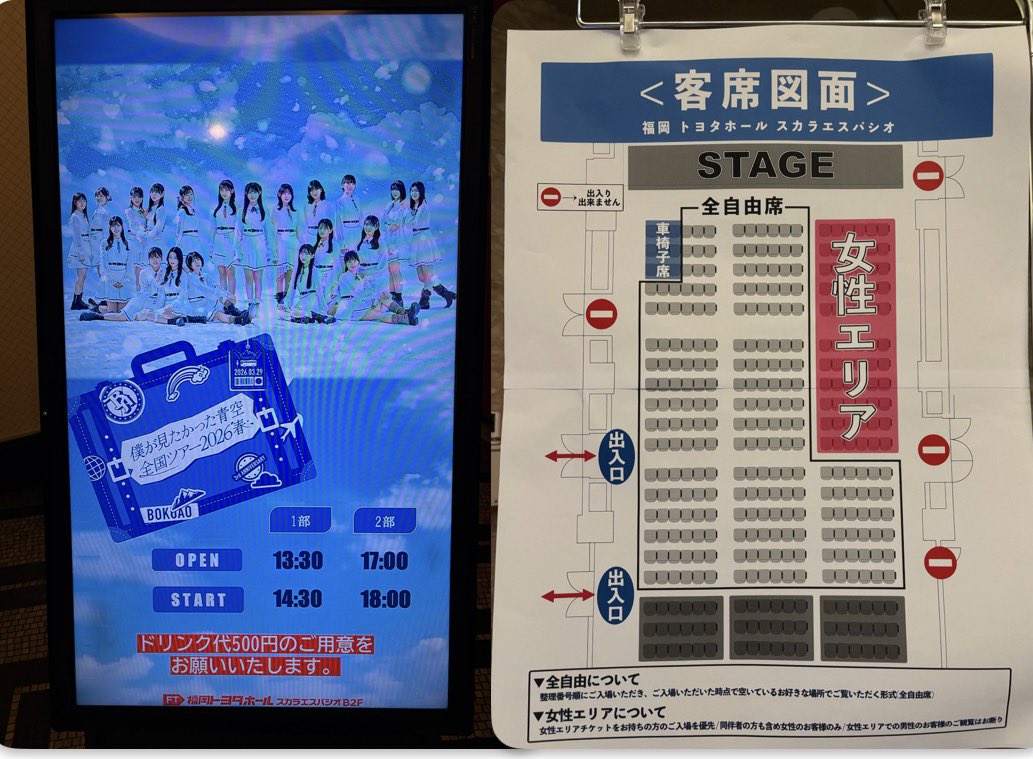 2026.03.29
僕が見たかった青空
全国ツアー2026春~
3rd ANNIVERSARY
BOKUAO
1部
2部
OPEN
13:30
17:00
START
14:30
18:00
ドリンク代500円のご用意を
お願いいたします。
FT 福岡トヨタホール スカラエスパシオB2F
<客席図面>
福岡 トヨタホール スカラエスパシオ
STAGE
→出入り
出来ません
全自由席
車椅子席
女性エリア
出入口
出入口
▼全自由について
整理番号順にご入場いただき、ご入場いただいた時点で空いているお好きな場所でご覧いただく形式(全自由席)
▼女性エリアについて
女性エリアチケットをお持ちの方のご入場を優先/同伴者の方も含め女性のお客様のみ/女性エリアでの男性のお客様のご観覧はお断り